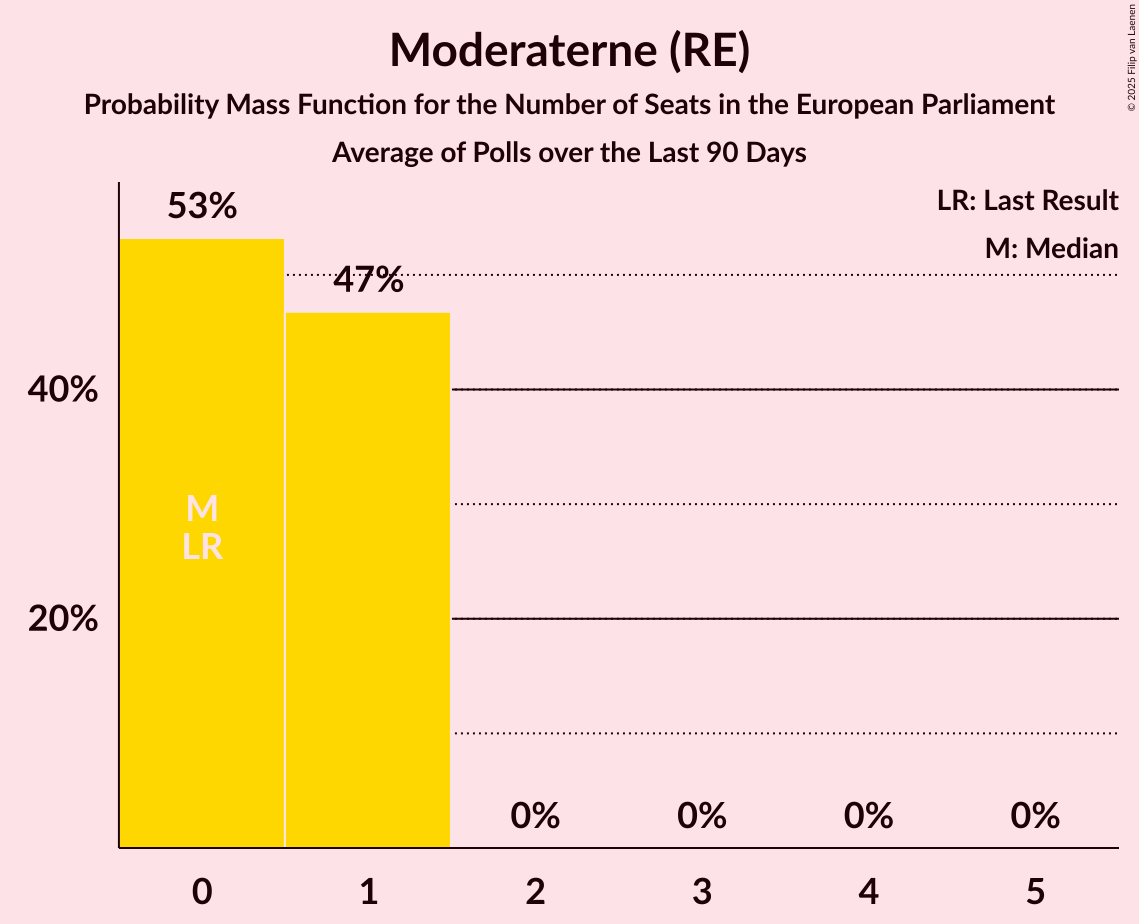 Moderaterne (RE)
Probability Mass Function for the Number of Seats in the European Parliament
Average of Polls over the Last 90 Days
© 2025 Filip van Laenen
LR: Last Result
M: Median
53%
47%
40%
20%
M
LR
0%
0%
0%
0%
0
1
2
3
4
5